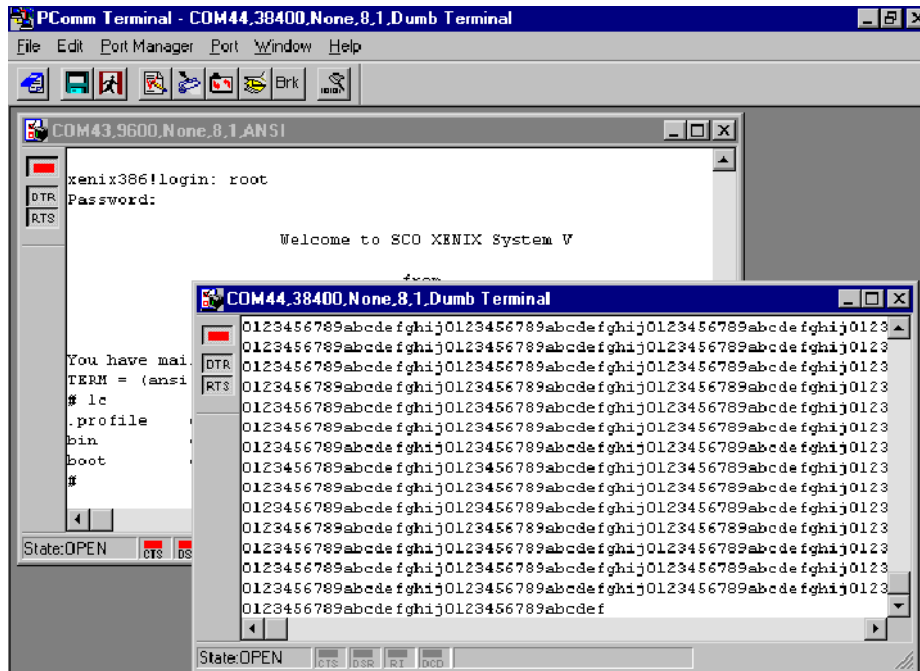 PComm Terminal - COM44,38400,None,8,1,Dumb Terminal
File Edit Port Manager Port Window Help
Brk
COM43,9600,None,8,1,ANSI
DTR
RTS
xenix386!login: root
Password:
Welcome to SCO XENIX System V
from
You have mai
TERM = (ansi
# lc
.profile
bin
boot
#
State:OPEN CTS DS
COM44,38400,None,8,1,Dumb Terminal
DTR
RTS
0123456789abcdefghij0123456789abcdefghij0123456789abcdefghij0123
0123456789abcdefghij0123456789abcdefghij0123456789abcdefghij0123
0123456789abcdefghij0123456789abcdefghij0123456789abcdefghij0123
0123456789abcdefghij0123456789abcdefghij0123456789abcdefghij0123
0123456789abcdefghij0123456789abcdefghij0123456789abcdefghij0123
0123456789abcdefghij0123456789abcdefghij0123456789abcdefghij0123
0123456789abcdefghij0123456789abcdefghij0123456789abcdefghij0123
0123456789abcdefghij0123456789abcdefghij0123456789abcdefghij0123
0123456789abcdefghij0123456789abcdefghij0123456789abcdefghij0123
0123456789abcdefghij0123456789abcdefghij0123456789abcdefghij0123
0123456789abcdefghij0123456789abcdefghij0123456789abcdefghij0123
0123456789abcdefghij0123456789abcdefghij0123456789abcdefghij0123
0123456789abcdefghij0123456789abcdefghij0123456789abcdefghij0123
0123456789abcdefghij0123456789abcdefghij0123456789abcdefghij0123
0123456789abcdefghij0123456789abcdef
State:OPEN CTS DSR RI DCD